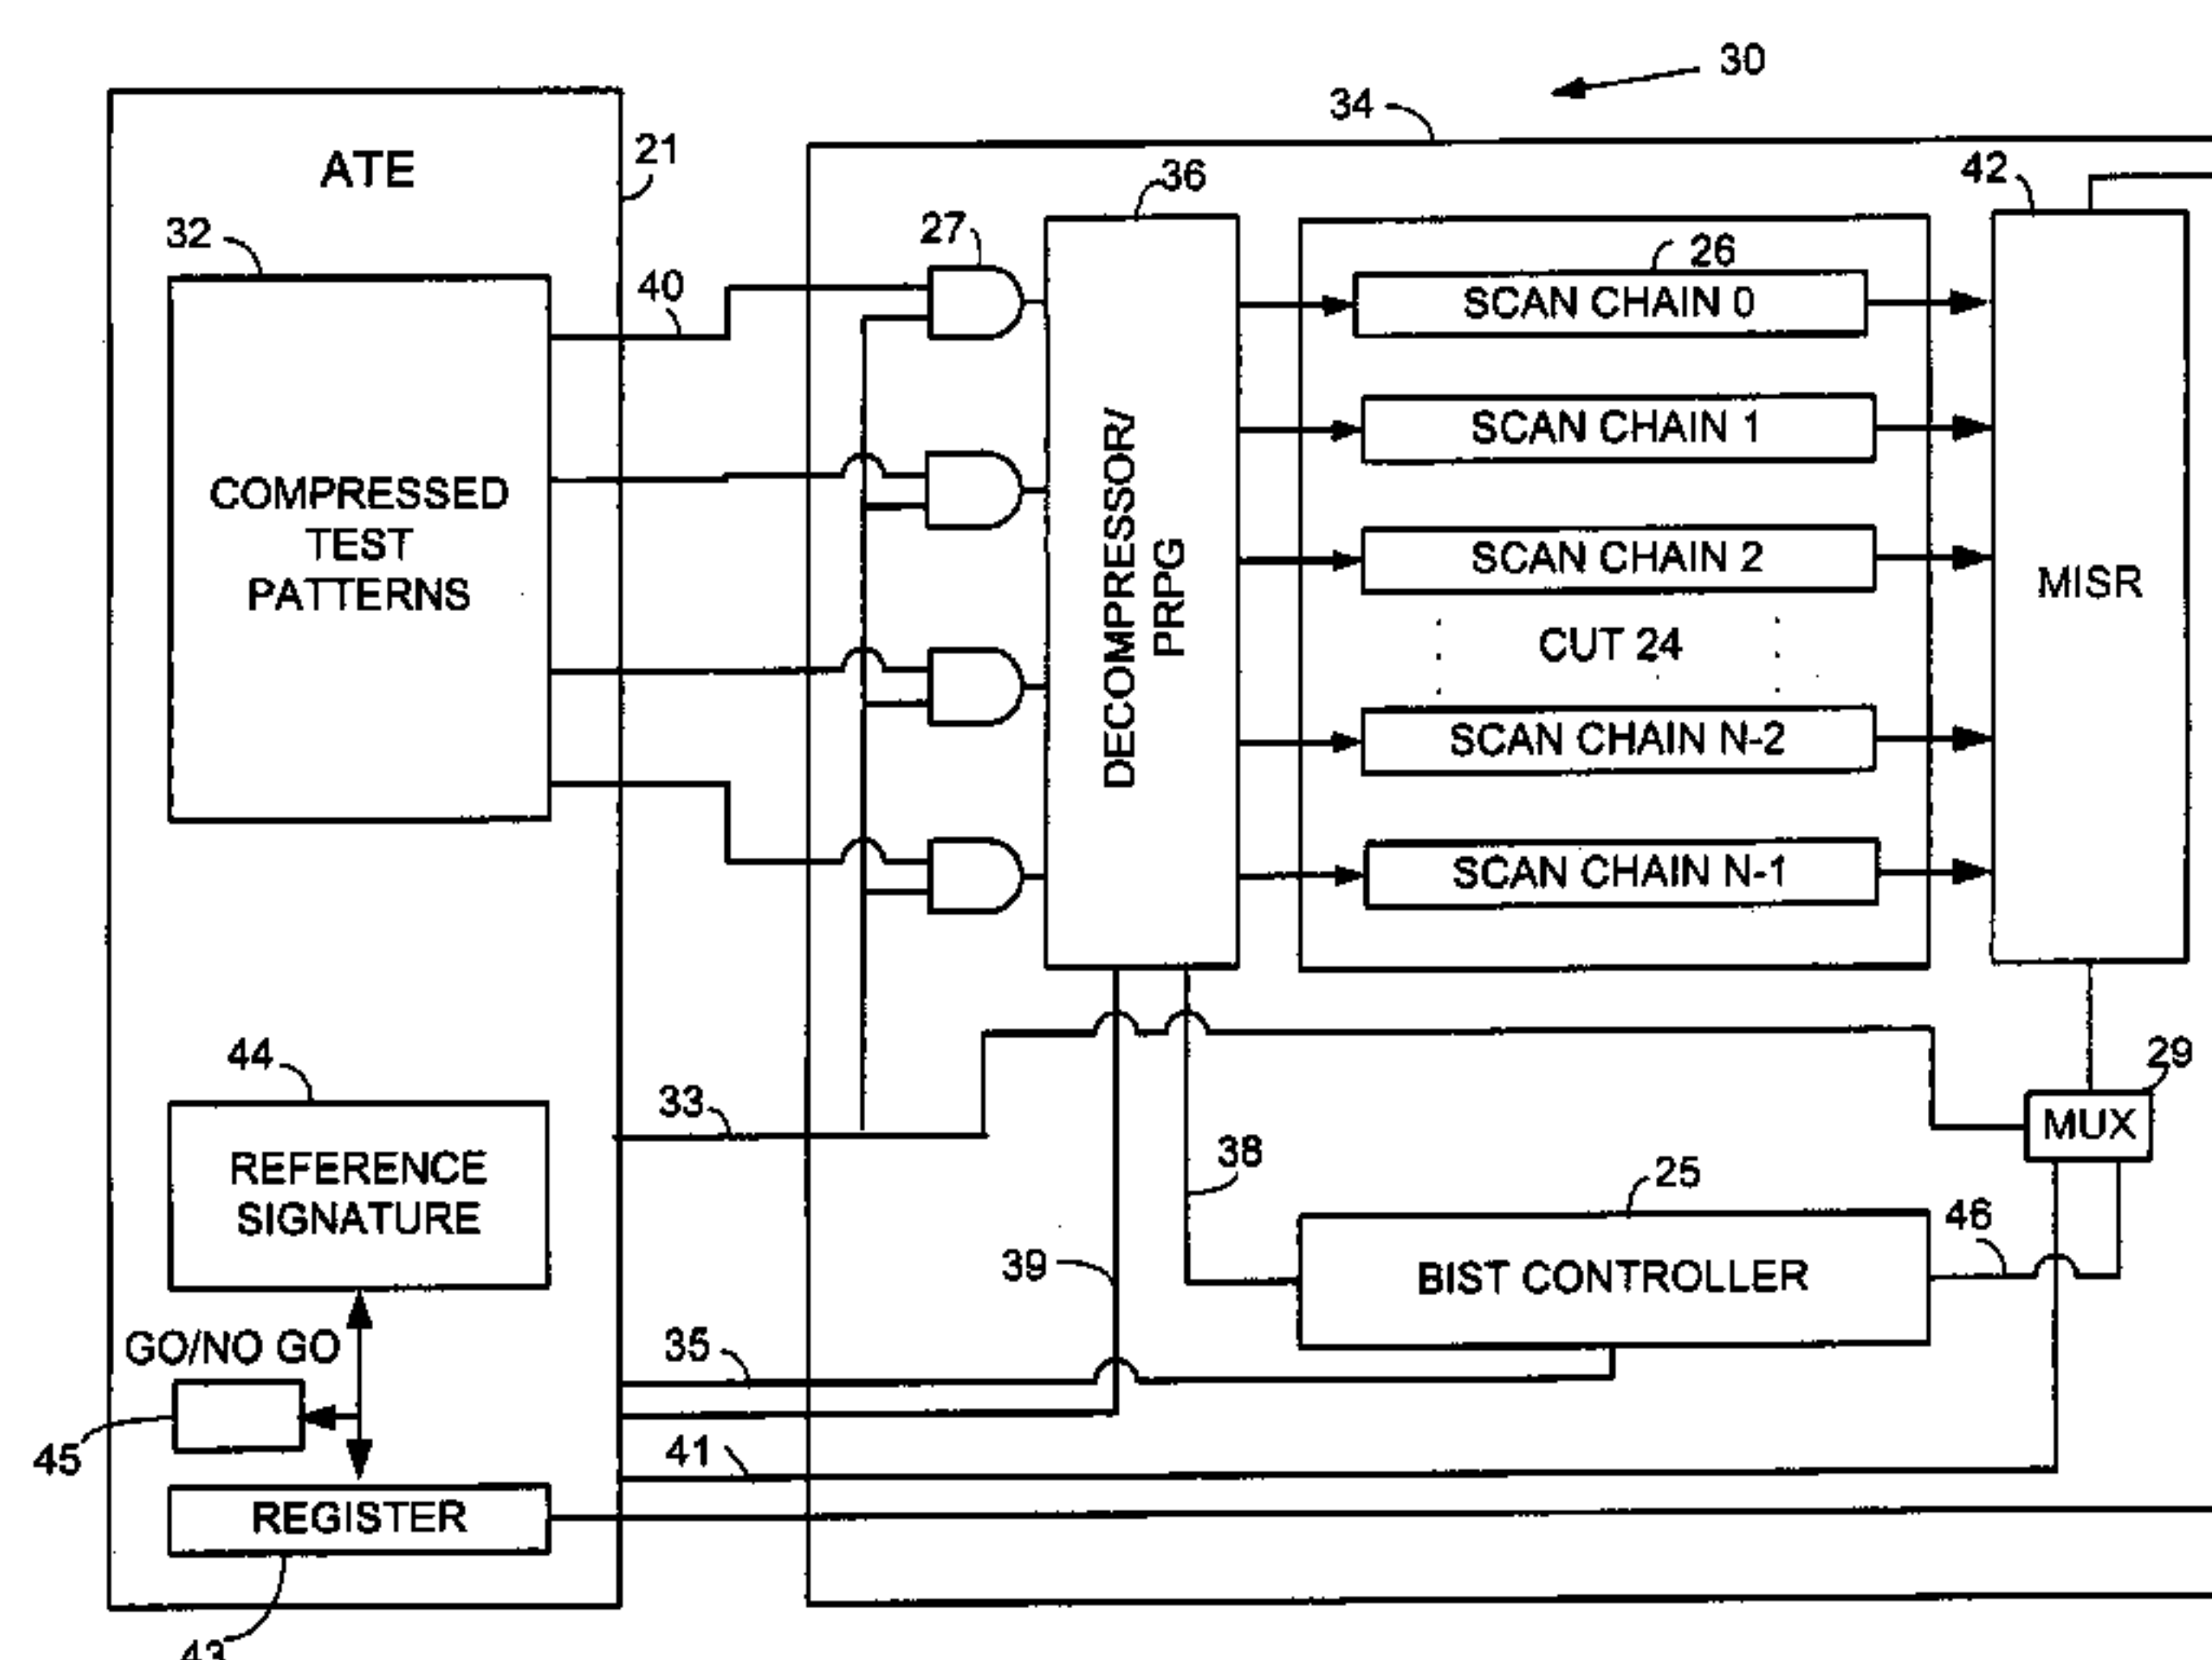 30
34
ATE
21
36
42
32
27
26
40
SCAN CHAIN 0
SCAN CHAIN 1
COMPRESSED
TEST
PATTERNS
DECOMPRESSOR/
PRPG
SCAN CHAIN 2
MISR
CUT 24
SCAN CHAIN N-2
SCAN CHAIN N-1
44
29
33
MUX
REFERENCE
SIGNATURE
38
25
46
39
BIST CONTROLLER
GO/NO GO
35
45
41
REGISTER
43